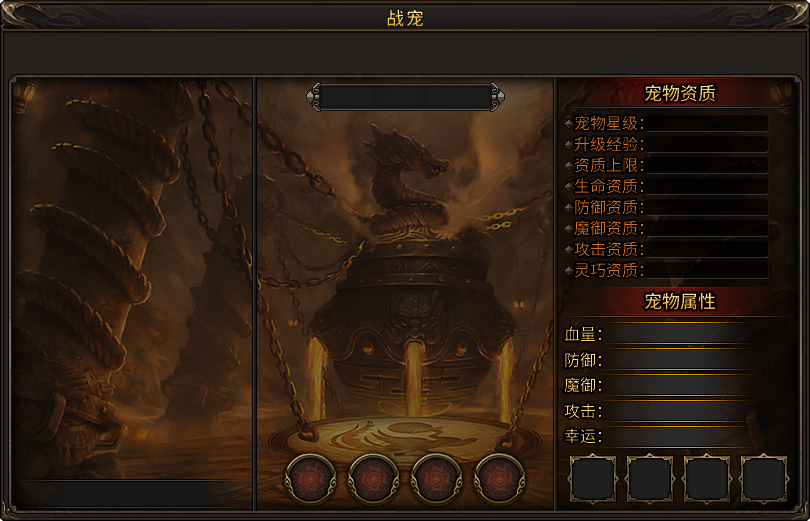 战宠
宠物资质
宠物星级：
升级经验：
资质上限：
生命资质：
防御资质：
魔御资质：
攻击资质：
灵巧资质：
宠物属性
血量：
防御：
魔御：
攻击：
幸运：